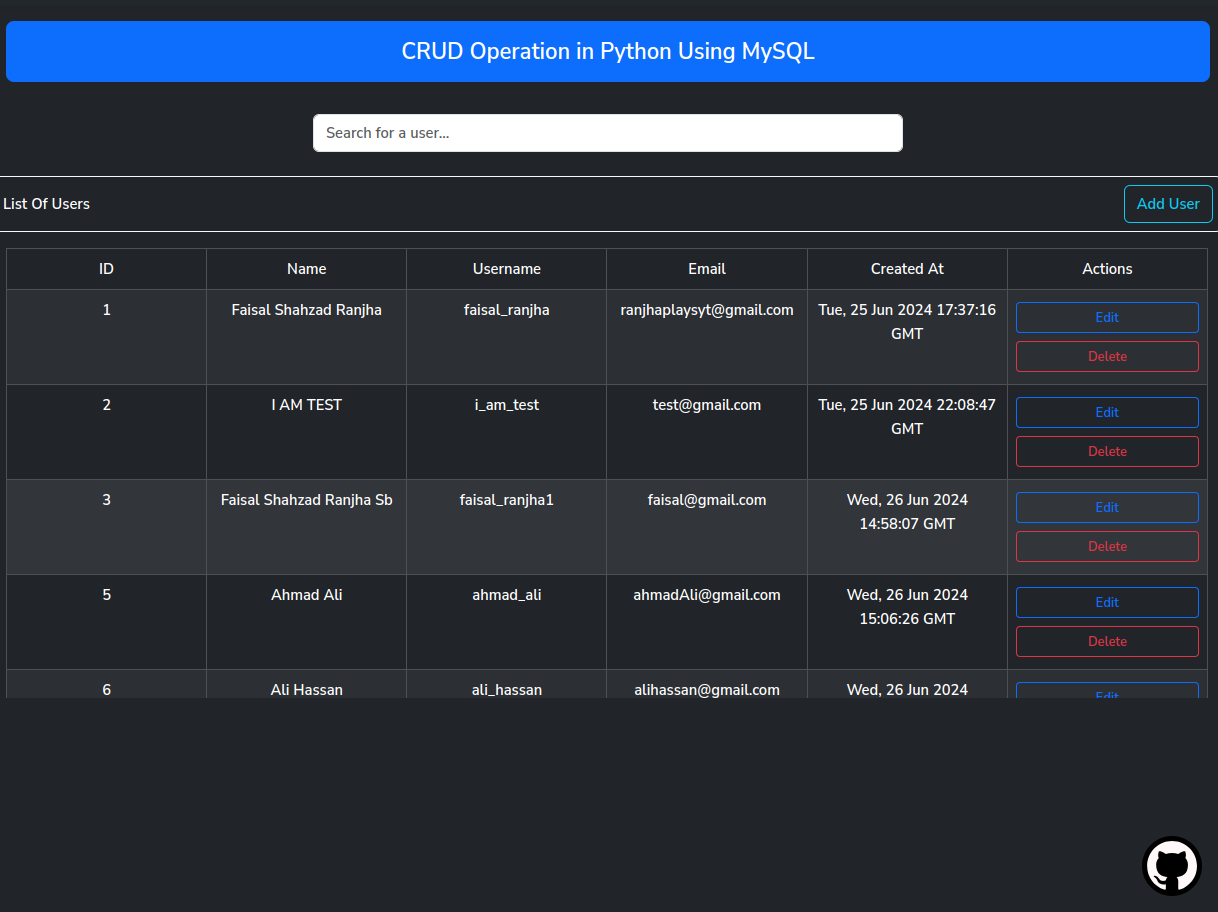 CRUD Operation in Python Using MySQL
Search for a user...
List Of Users
Add User
ID Name Username Email Created At Actions
1 Faisal Shahzad Ranjha faisal_ranjha ranjhaplaysyt@gmail.com Tue, 25 Jun 2024 17:37:16 Edit
GMT
Delete
2 I AM TEST i_am_test test@gmail.com Tue, 25 Jun 2024 22:08:47 Edit
GMT
Delete
3 Faisal Shahzad Ranjha Sb faisal_ranjha1 faisal@gmail.com Wed, 26 Jun 2024 Edit
14:58:07 GMT
Delete
5 Ahmad Ali ahmad_ali ahmadAli@gmail.com Wed, 26 Jun 2024 Edit
15:06:26 GMT
Delete
6 Ali Hassan ali_hassan alihassan@gmail.com Wed, 26 Jun 2024 Edit